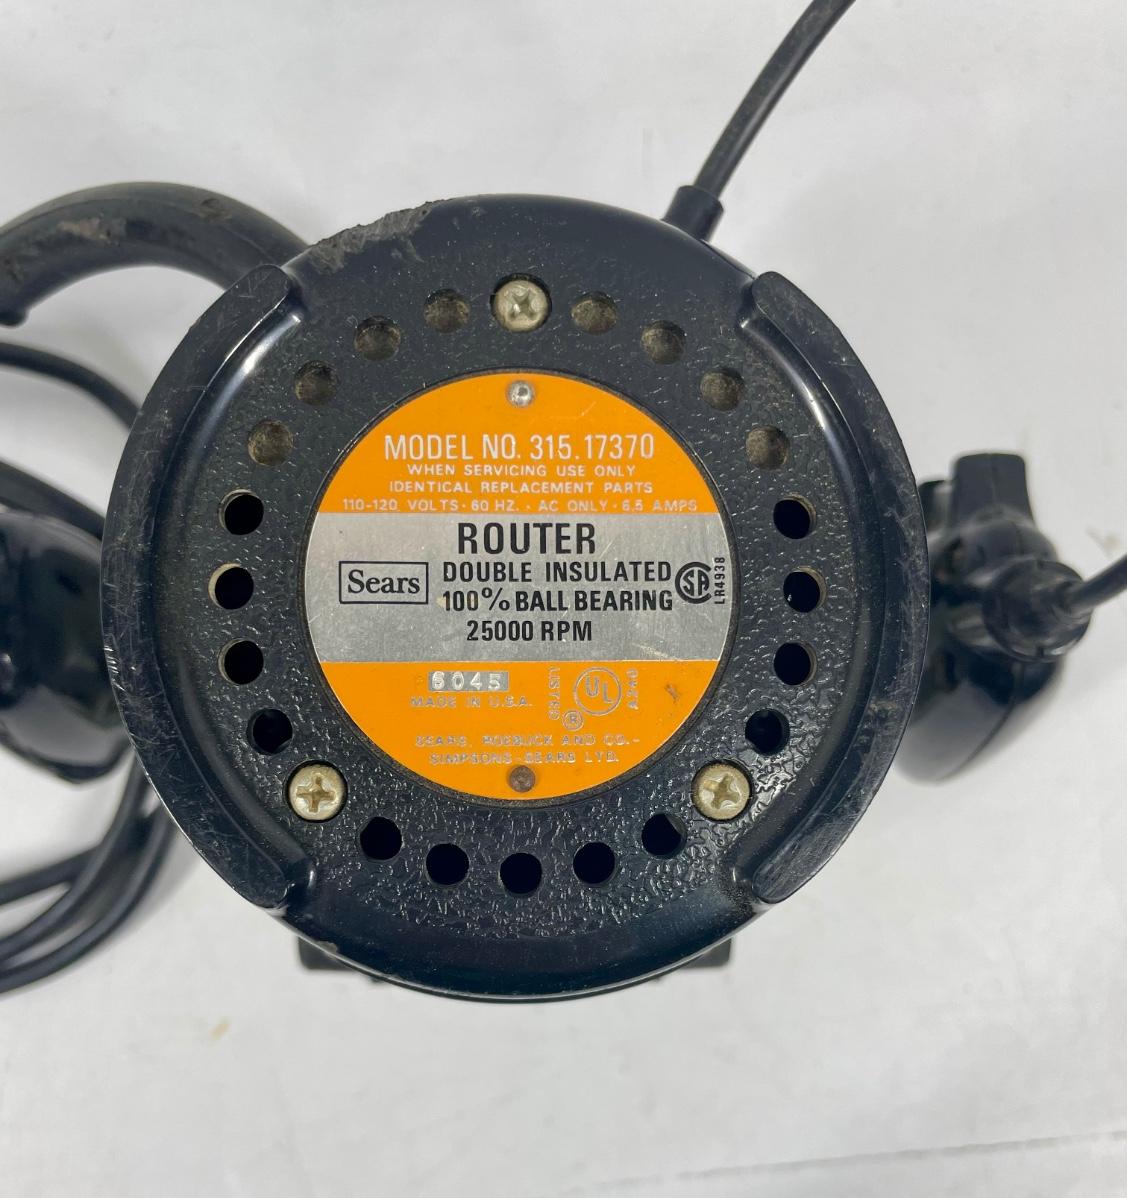 MODEL NO. 315.17370
WHEN SERVICING USE ONLY
IDENTICAL REPLACEMENT PARTS
110-120 VOLTS · 60 HZ. · AC ONLY · 6.5 AMPS
ROUTER
Sears
DOUBLE INSULATED
100% BALL BEARING
25000 RPM
SA
LR4938
6045
MADE IN U.S.A.
LISTED
UL
®
A2nd
SEARS, ROEBUCK AND CO.-
SIMPSONS-SEARS LTD.